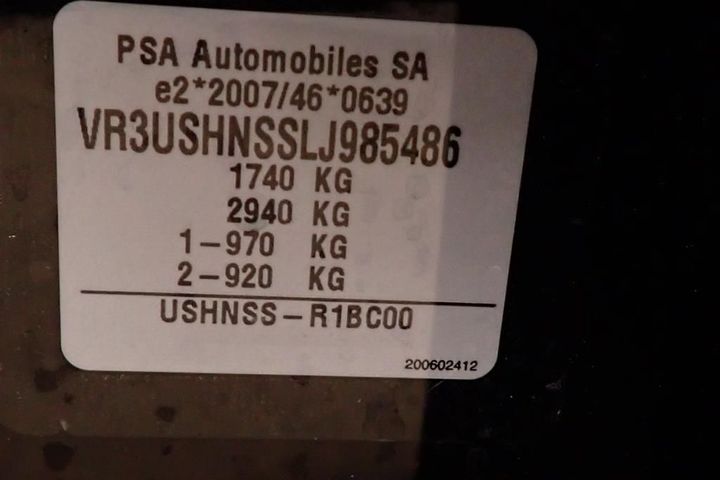 PSA Automobiles SA
e2*2007/46*0639
VR3USHNSSLJ985486
1740 KG
2940 KG
1-970 KG
2-920 KG
USHNSS-R1BC00
200602412